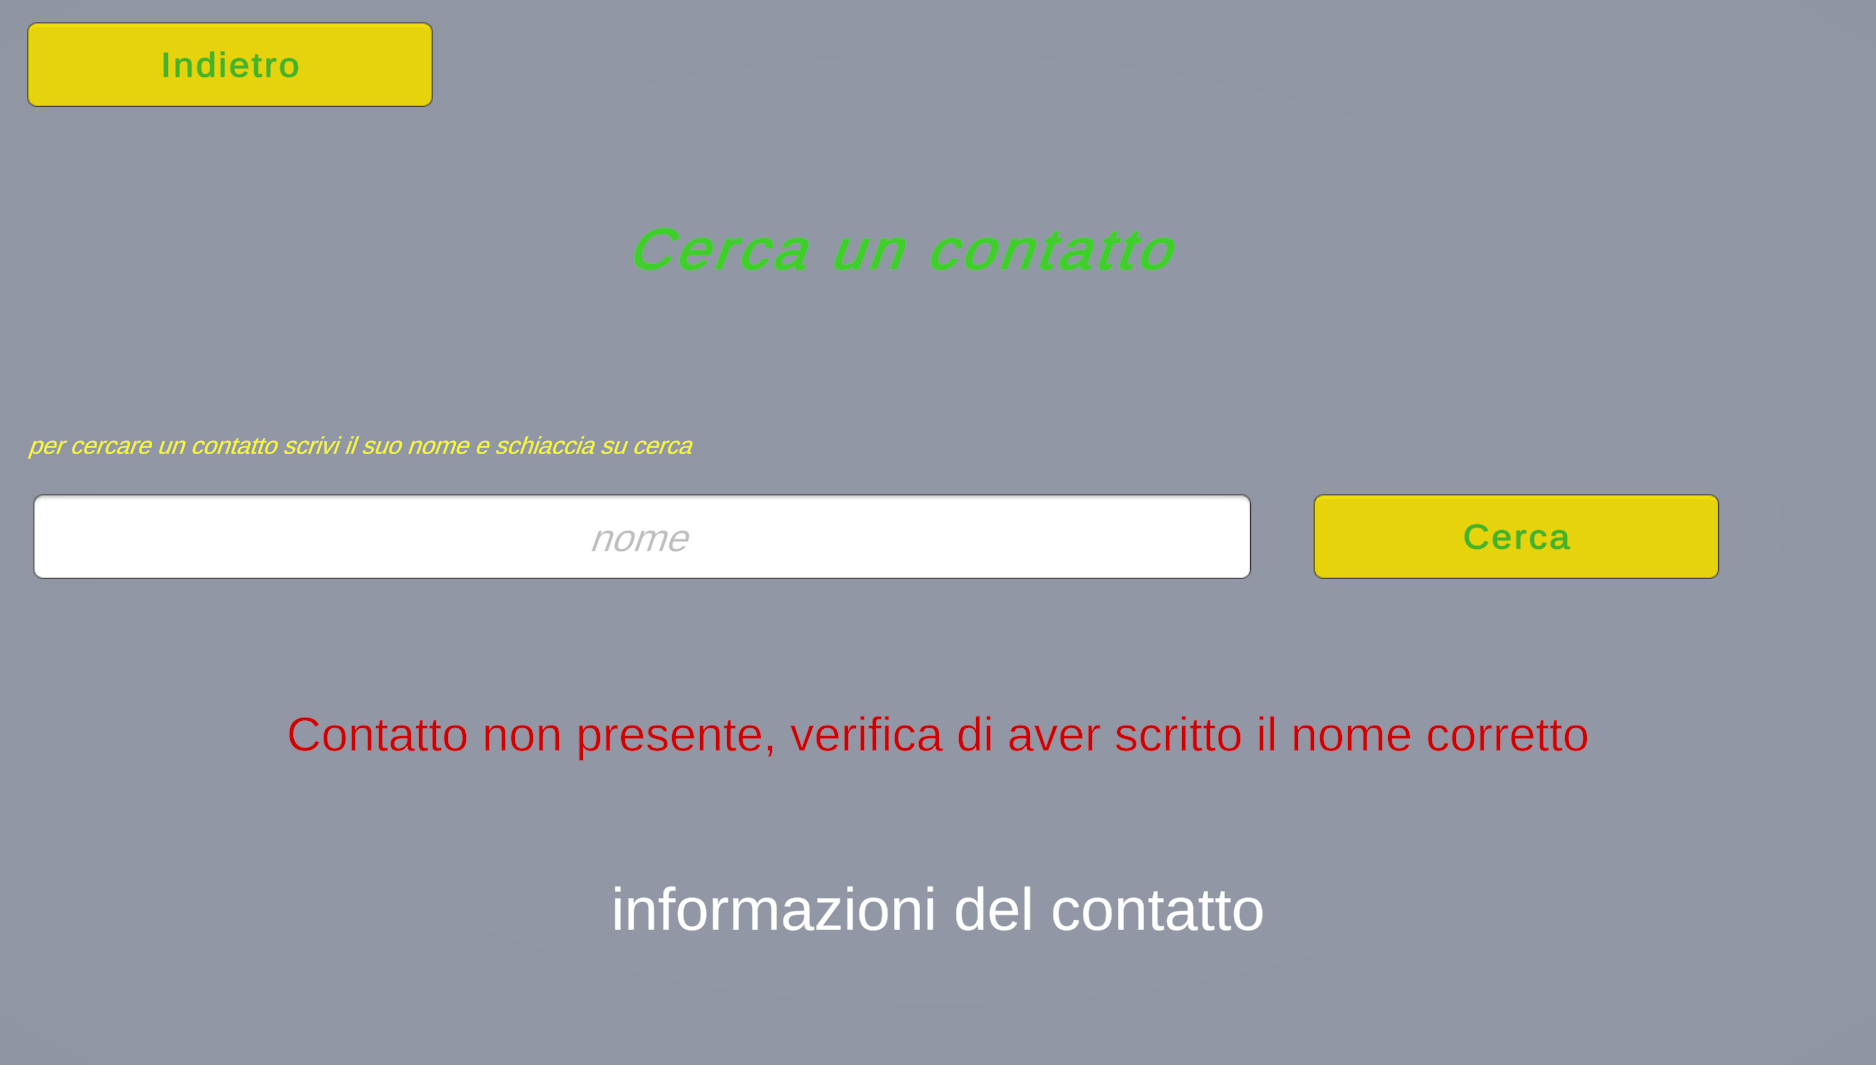 Indietro
Cerca un contatto
per cercare un contatto scrivi il suo nome e schiaccia su cerca
nome
Cerca
Contatto non presente, verifica di aver scritto il nome corretto
informazioni del contatto